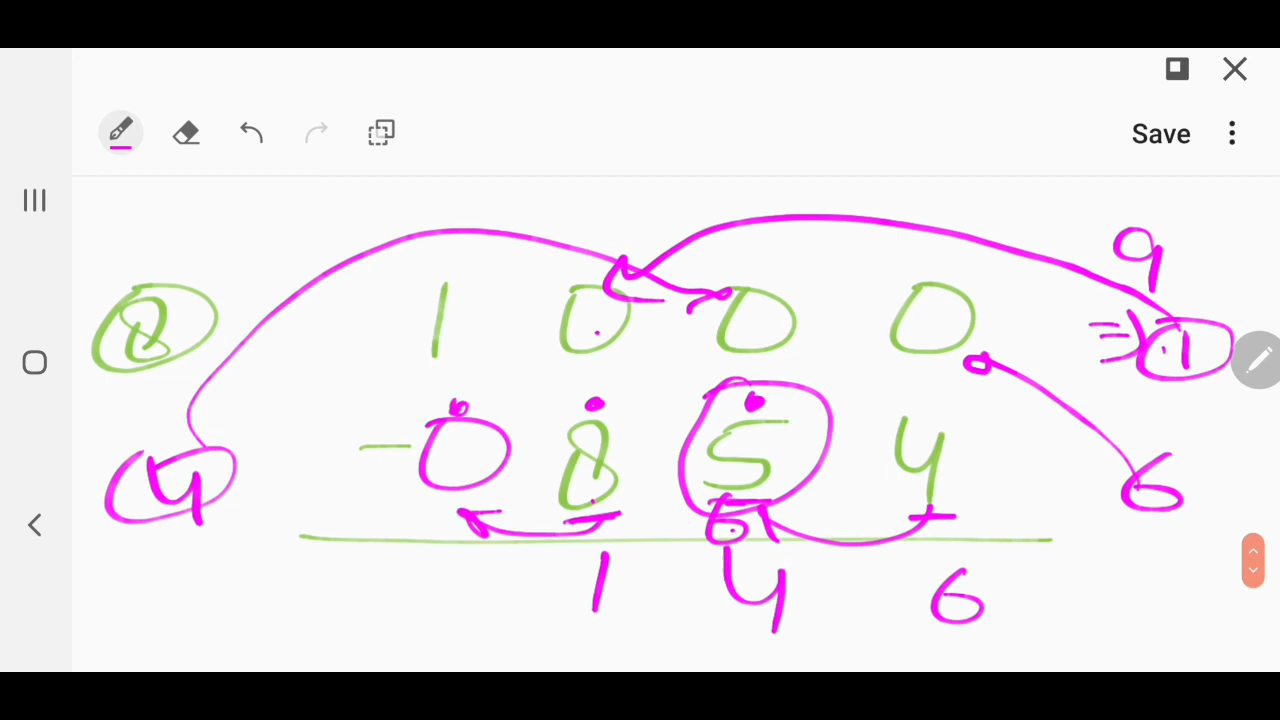 Save
9
2 1 0 0 0 ⇒ 1
4 - 0 8 5 4 6
6
1 4 6